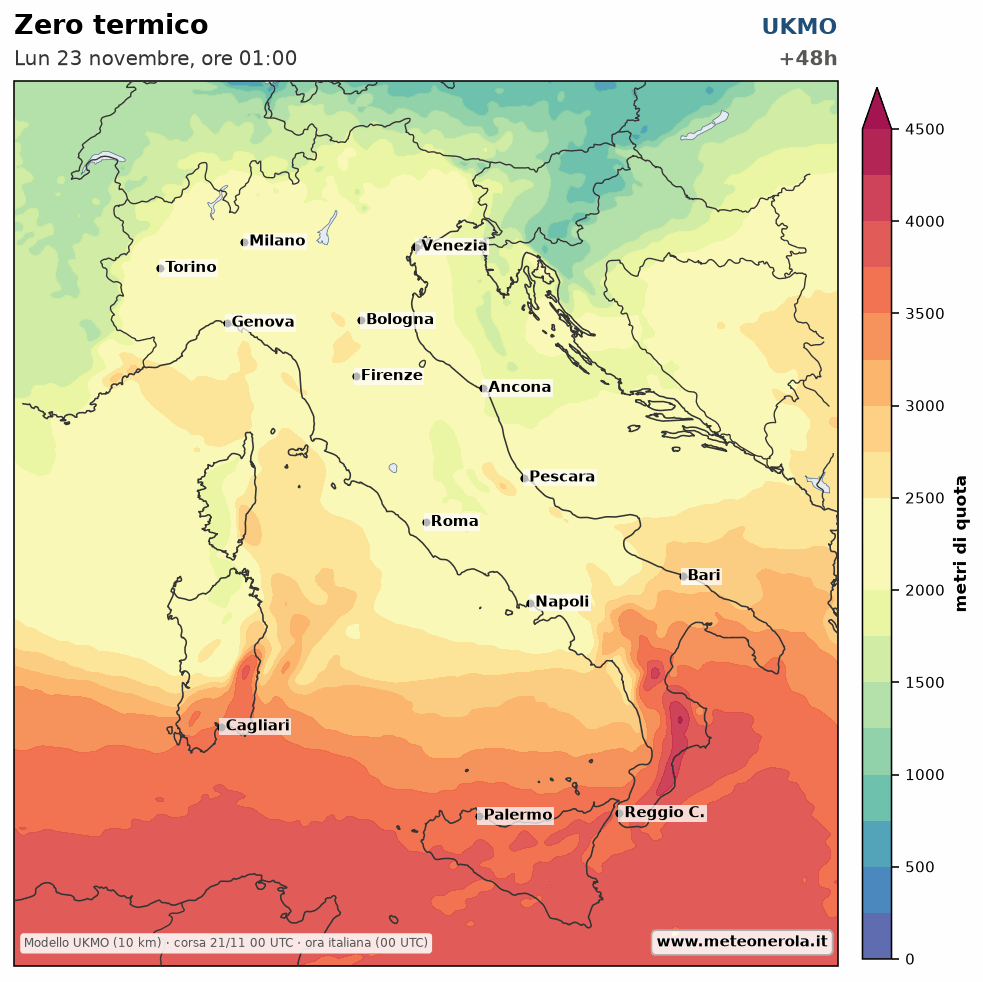 Zero termico
UKMO
Lun 23 novembre, ore 01:00
+48h
Milano
Venezia
Torino
Genova
Bologna
Firenze
Ancona
Pescara
Roma
Bari
Napoli
Cagliari
Palermo
Reggio C.
4500
4000
3500
3000
2500
2000
1500
1000
500
0
metri di quota
Modello UKMO (10 km) · corsa 21/11 00 UTC · ora italiana (00 UTC)
www.meteonerola.it